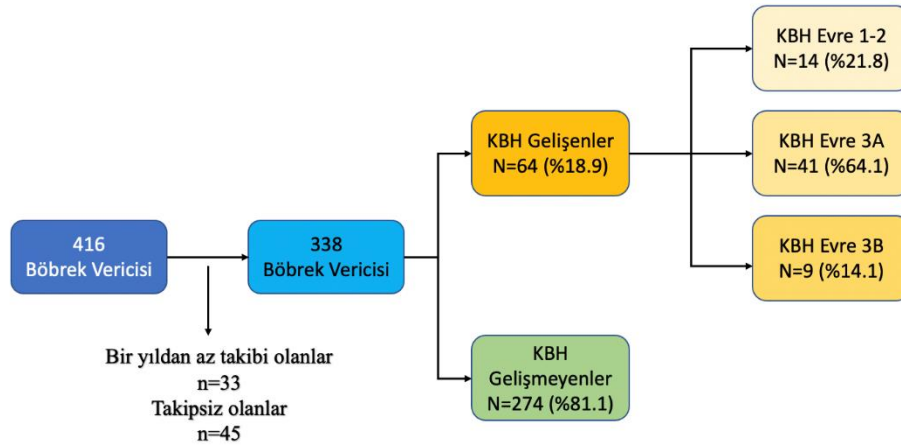 416
Böbrek Vericisi
Bir yıldan az takibi olanlar
n=33
Takipsiz olanlar
n=45
338
Böbrek Vericisi
KBH Gelişenler
N=64 (%18.9)
KBH
Gelişmeyenler
N=274 (%81.1)
KBH Evre 1-2
N=14 (%21.8)
KBH Evre 3A
N=41 (%64.1)
KBH Evre 3B
N=9 (%14.1)